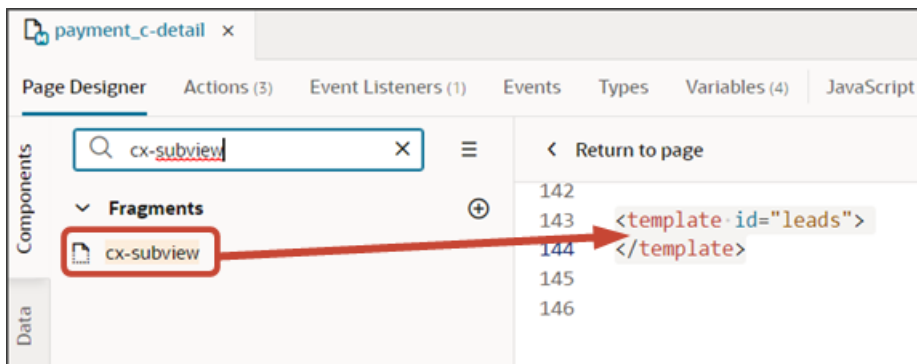 payment_c-detail ×
Page Designer Actions (3) Event Listeners (1) Events Types Variables (4) JavaScript
Components
cx-subview
Return to page
Fragments
cx-subview
Data
142
143 <template id="leads">
144 </template>
145
146